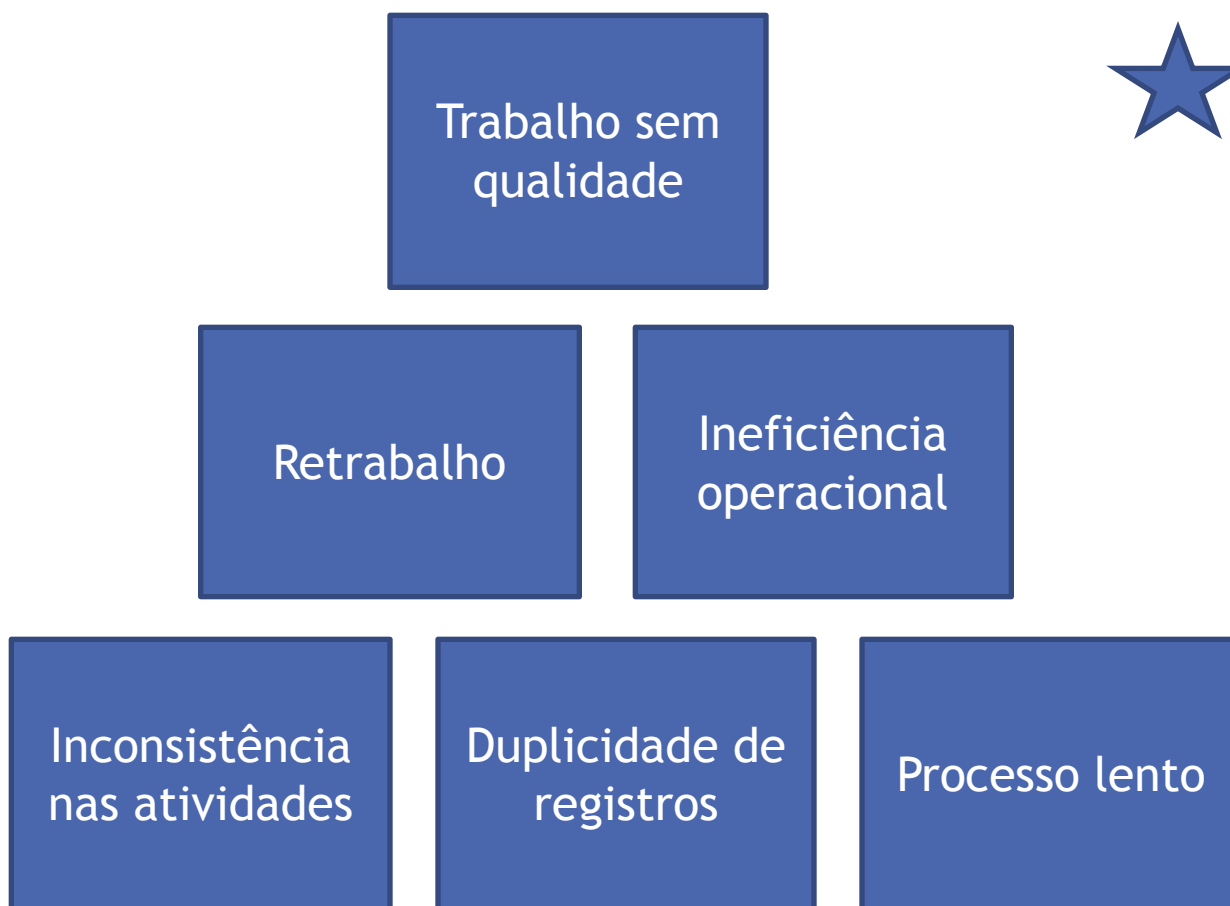 Trabalho sem
qualidade
Retrabalho
Ineficiência
operacional
Inconsistência
nas atividades
Duplicidade de
registros
Processo lento